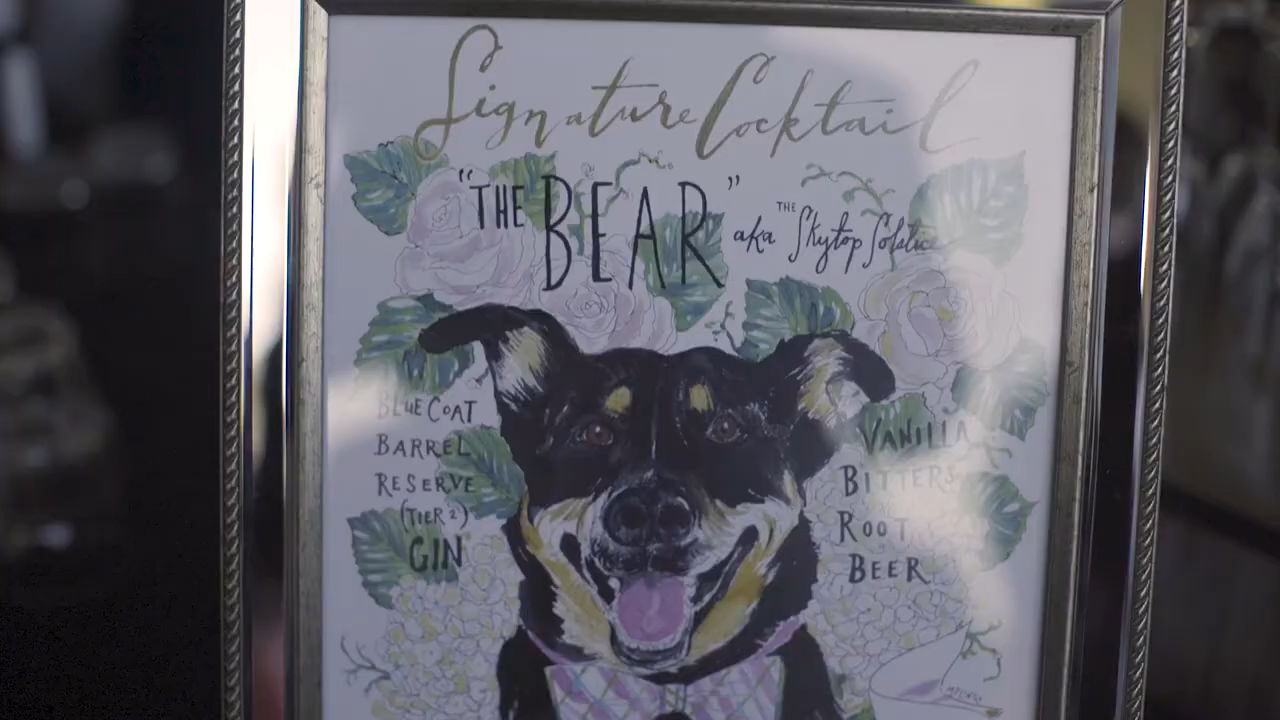 Signature Cocktail
"THE BEAR" aka THE Skytop Solstice
BLUE COAT
BARREL
RESERVE
(TIER 2)
GIN
VANILLA
BITTERS
ROOT
BEER